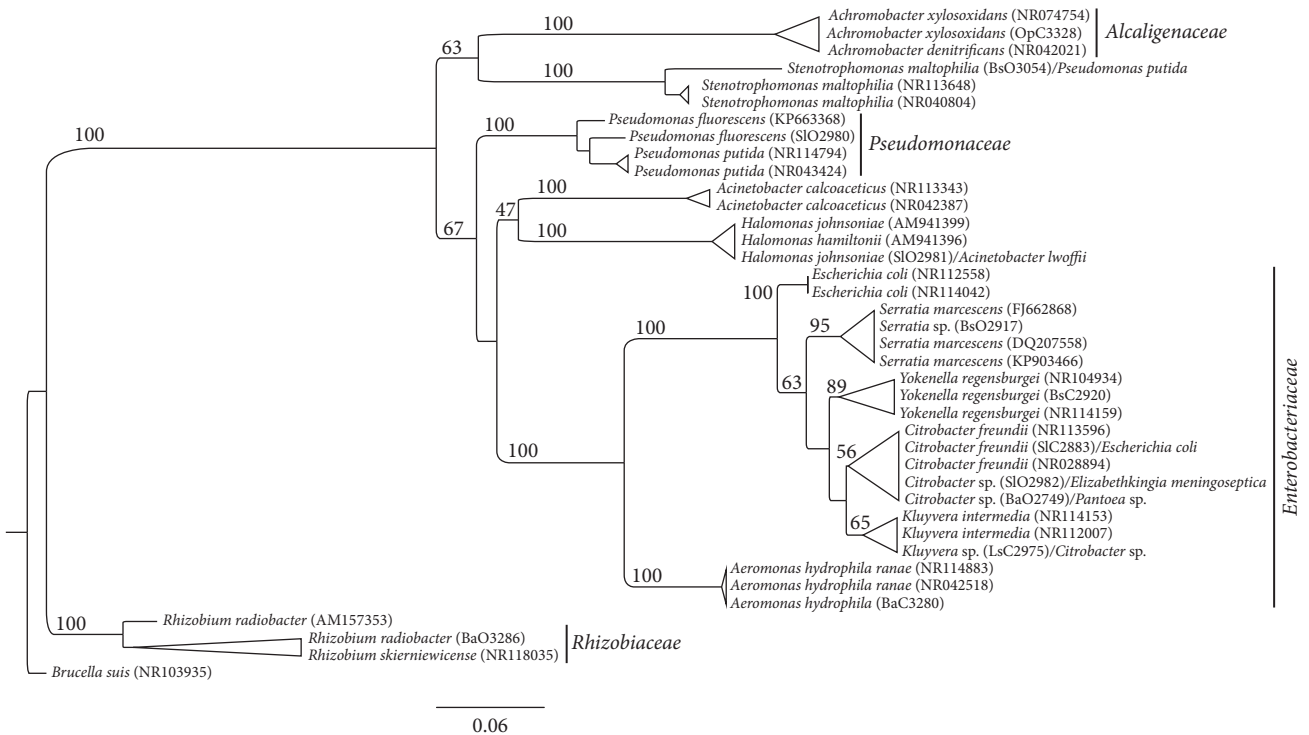 Achromobacter xylosoxidans (NR074754)
Achromobacter xylosoxidans (OpC3328)
Achromobacter denitrificans (NR042021)
Alcaligenaceae
100
63
100
Stenotrophomonas maltophilia (BsO3054)/Pseudomonas putida
Stenotrophomonas maltophilia (NR113648)
Stenotrophomonas maltophilia (NR040804)
100
100
Pseudomonas fluorescens (KP663368)
Pseudomonas fluorescens (SlO2980)
Pseudomonas putida (NR114794)
Pseudomonas putida (NR043424)
Pseudomonaceae
67
47
100
Acinetobacter calcoaceticus (NR113343)
Acinetobacter calcoaceticus (NR042387)
100
Halomonas johnsoniae (AM941399)
Halomonas hamiltonii (AM941396)
Halomonas johnsoniae (SlO2981)/Acinetobacter lwoffii
100
Escherichia coli (NR112558)
Escherichia coli (NR114042)
100
95
Serratia marcescens (FJ662868)
Serratia sp. (BsO2917)
Serratia marcescens (DQ207558)
Serratia marcescens (KP903466)
63
89
Yokenella regensburgei (NR104934)
Yokenella regensburgei (BsC2920)
Yokenella regensburgei (NR114159)
100
56
Citrobacter freundii (NR113596)
Citrobacter freundii (SlC2883)/Escherichia coli
Citrobacter freundii (NR028894)
Citrobacter sp. (SlO2982)/Elizabethkingia meningoseptica
Citrobacter sp. (BaO2749)/Pantoea sp.
65
Kluyvera intermedia (NR114153)
Kluyvera intermedia (NR112007)
Kluyvera sp. (LsC2975)/Citrobacter sp.
Enterobacteriaceae
100
Aeromonas hydrophila ranae (NR114883)
Aeromonas hydrophila ranae (NR042518)
Aeromonas hydrophila (BaC3280)
100
Rhizobium radiobacter (AM157353)
Rhizobium radiobacter (BaO3286)
Rhizobium skierniewicense (NR118035)
Rhizobiaceae
Brucella suis (NR103935)
0.06